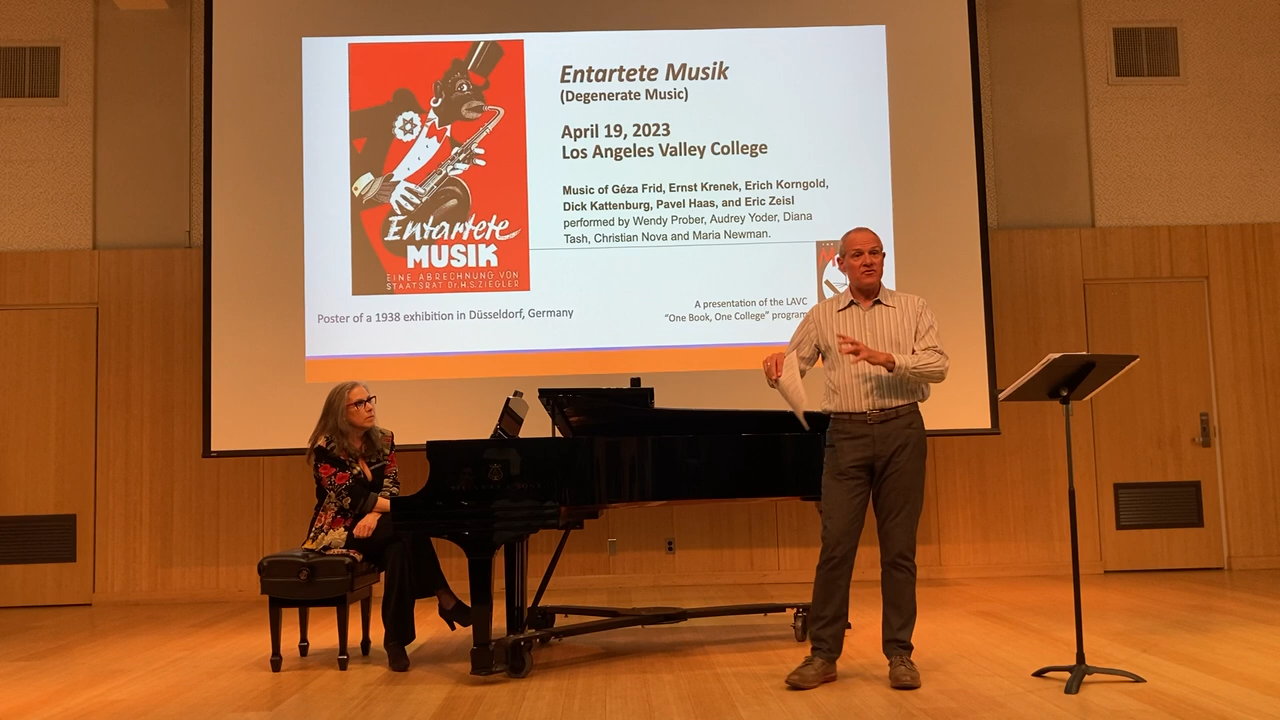 Entartete
MUSIK
EINE ABRECHNUNG VON
STAATSRAT Dr. H.S. ZIEGLER
Poster of a 1938 exhibition in Düsseldorf, Germany
Entartete Musik
(Degenerate Music)
April 19, 2023
Los Angeles Valley College
Music of Géza Frid, Ernst Krenek, Erich Korngold,
Dick Kattenburg, Pavel Haas, and Eric Zeisl
performed by Wendy Prober, Audrey Yoder, Diana
Tash, Christian Nova and Maria Newman.
A presentation of the LAVC
"One Book, One College" program